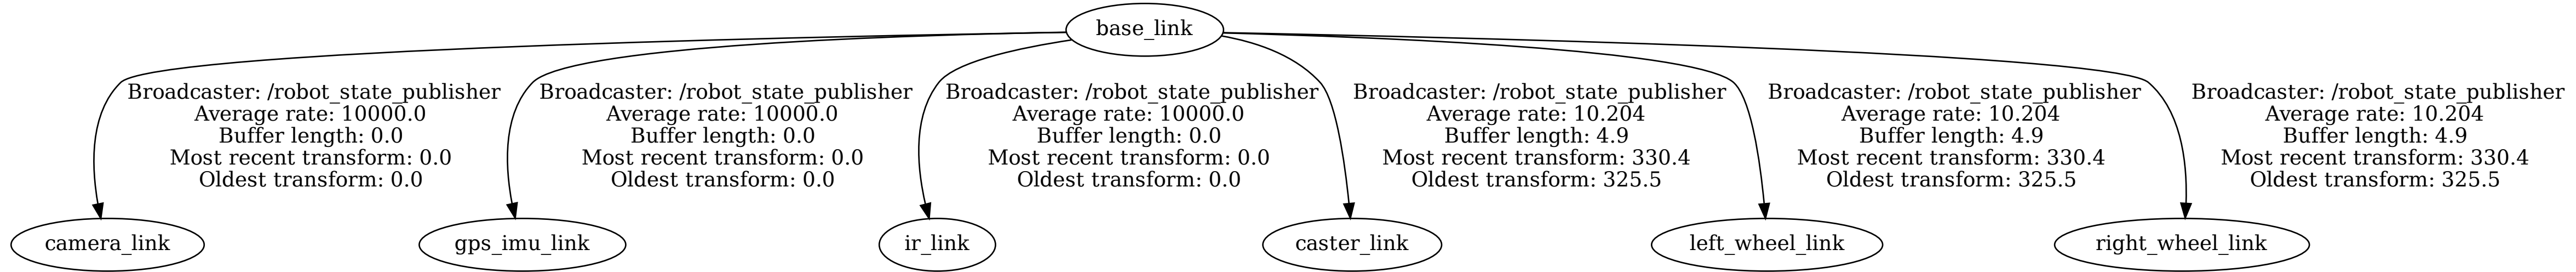 base_link
Broadcaster: /robot_state_publisher
Average rate: 10000.0
Buffer length: 0.0
Most recent transform: 0.0
Oldest transform: 0.0
Broadcaster: /robot_state_publisher
Average rate: 10000.0
Buffer length: 0.0
Most recent transform: 0.0
Oldest transform: 0.0
Broadcaster: /robot_state_publisher
Average rate: 10000.0
Buffer length: 0.0
Most recent transform: 0.0
Oldest transform: 0.0
Broadcaster: /robot_state_publisher
Average rate: 10.204
Buffer length: 4.9
Most recent transform: 330.4
Oldest transform: 325.5
Broadcaster: /robot_state_publisher
Average rate: 10.204
Buffer length: 4.9
Most recent transform: 330.4
Oldest transform: 325.5
Broadcaster: /robot_state_publisher
Average rate: 10.204
Buffer length: 4.9
Most recent transform: 330.4
Oldest transform: 325.5
camera_link
gps_imu_link
ir_link
caster_link
left_wheel_link
right_wheel_link